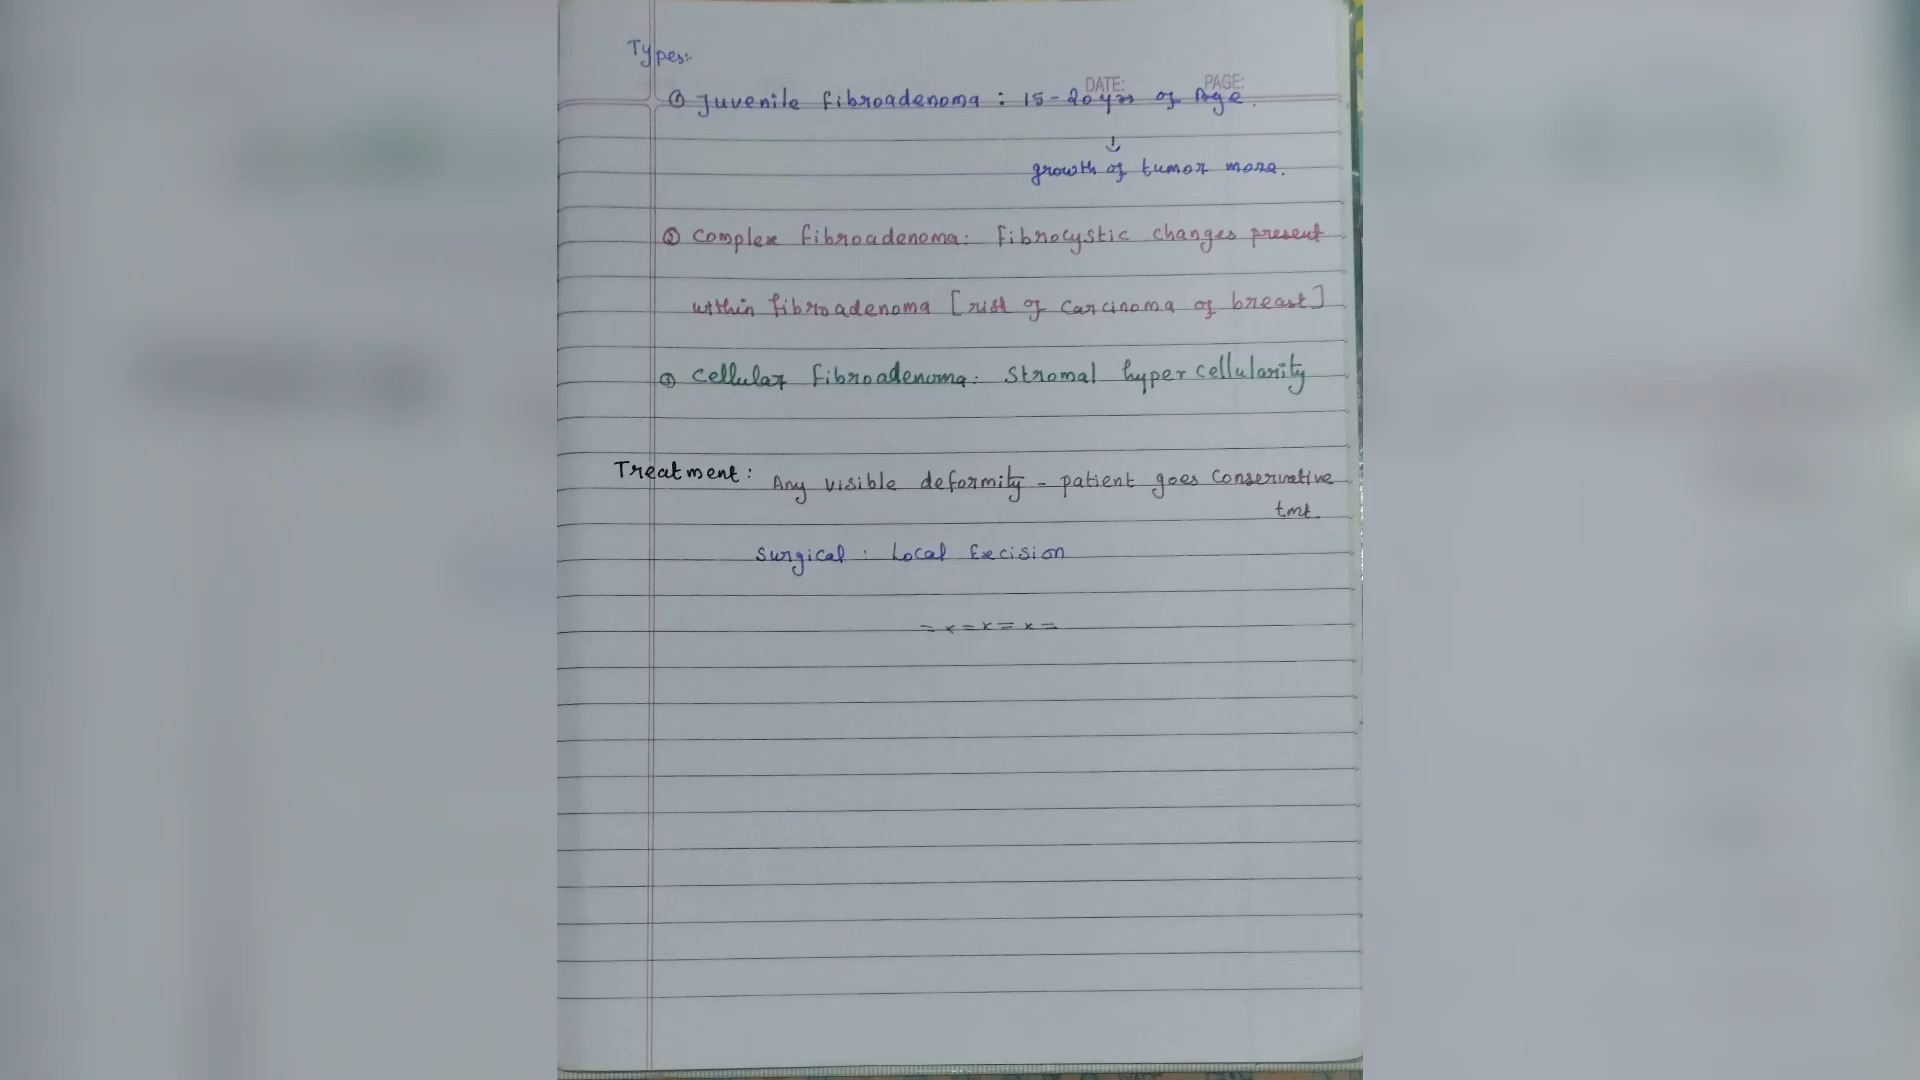 Types:-
DATE: PAGE:
① Juvenile fibroadenoma : 15-20 yrs of Age.
↓
growth of tumor more.
② Complex fibroadenoma: fibrocystic changes present
within fibroadenoma [risk of carcinoma of breast]
③ Cellular fibroadenoma: Stromal hyper cellularity
Treatment: Any visible deformity - patient goes Conservative
tmt.
Surgical : Local Excision
= x = x = x =